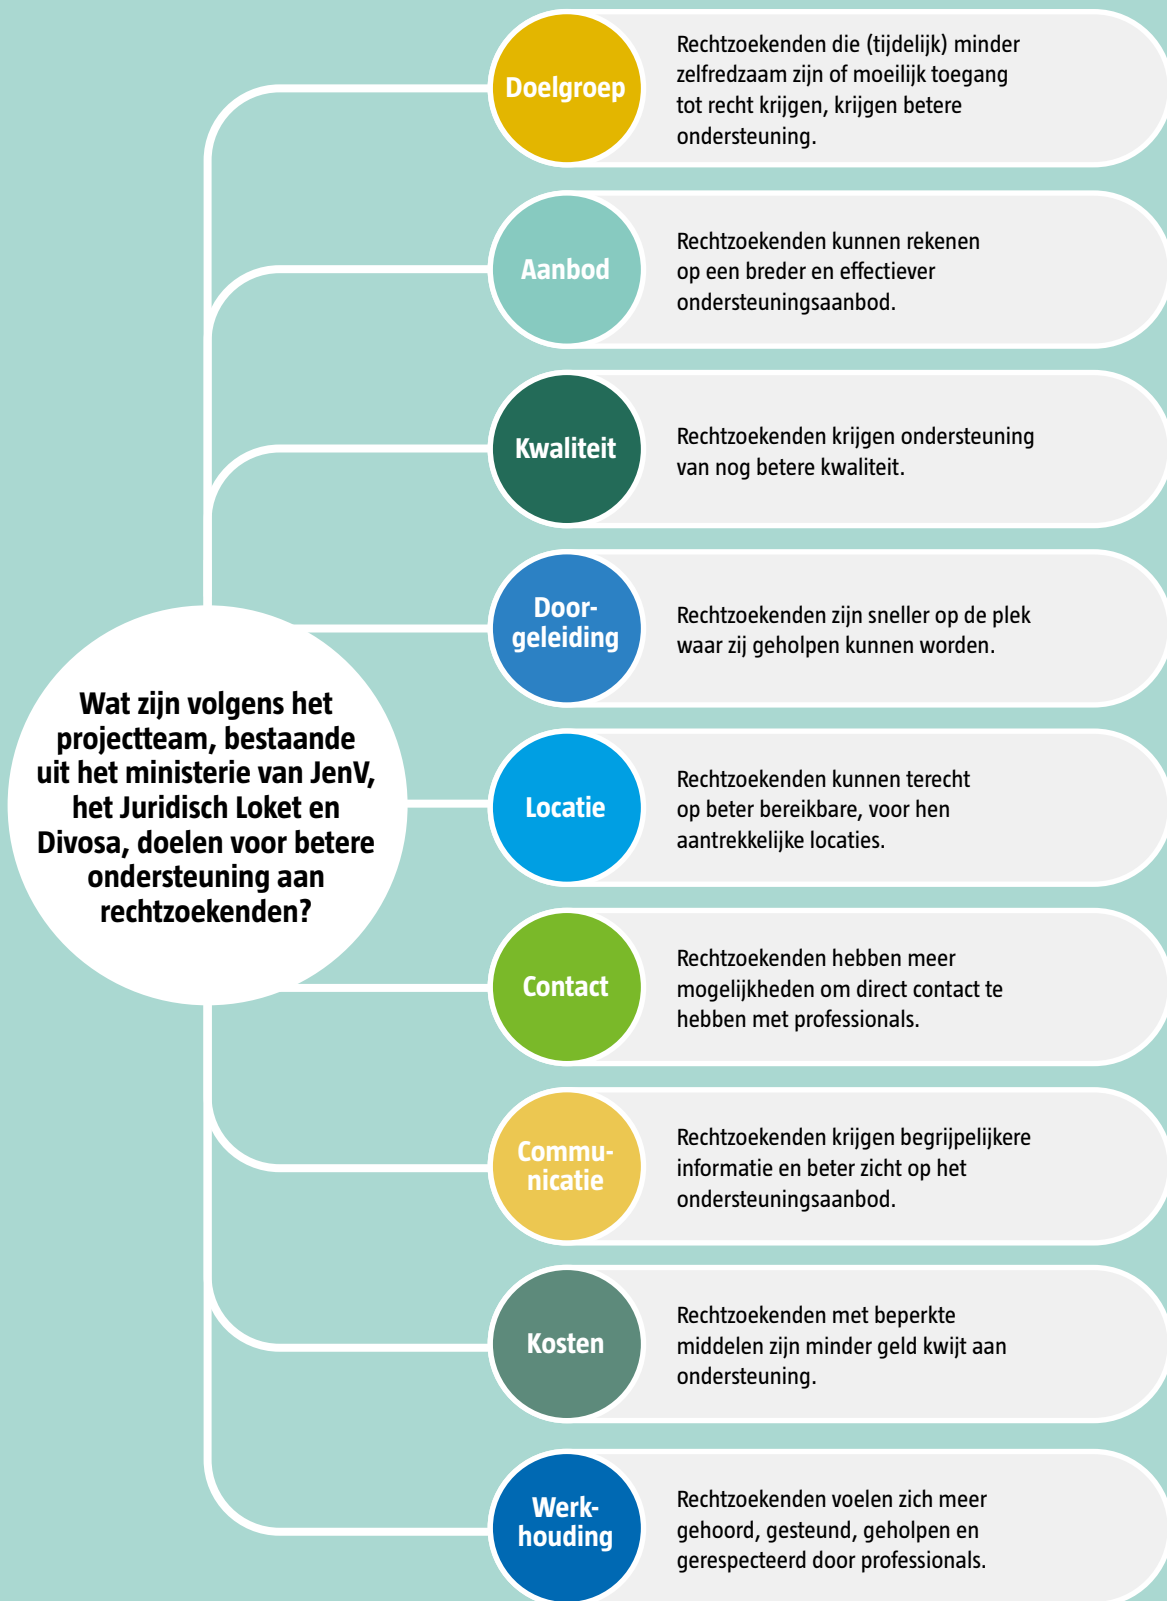 Wat zijn volgens het
projectteam, bestaande
uit het ministerie van JenV,
het Juridisch Loket en
Divosa, doelen voor betere
ondersteuning aan
rechtzoekenden?
Doelgroep
Rechtzoekenden die (tijdelijk) minder
zelfredzaam zijn of moeilijk toegang
tot recht krijgen, krijgen betere
ondersteuning.
Aanbod
Rechtzoekenden kunnen rekenen
op een breder en effectiever
ondersteuningsaanbod.
Kwaliteit
Rechtzoekenden krijgen ondersteuning
van nog betere kwaliteit.
Door-
geleiding
Rechtzoekenden zijn sneller op de plek
waar zij geholpen kunnen worden.
Locatie
Rechtzoekenden kunnen terecht
op beter bereikbare, voor hen
aantrekkelijke locaties.
Contact
Rechtzoekenden hebben meer
mogelijkheden om direct contact te
hebben met professionals.
Commu-
nicatie
Rechtzoekenden krijgen begrijpelijkere
informatie en beter zicht op het
ondersteuningsaanbod.
Kosten
Rechtzoekenden met beperkte
middelen zijn minder geld kwijt aan
ondersteuning.
Werk-
houding
Rechtzoekenden voelen zich meer
gehoord, gesteund, geholpen en
gerespecteerd door professionals.